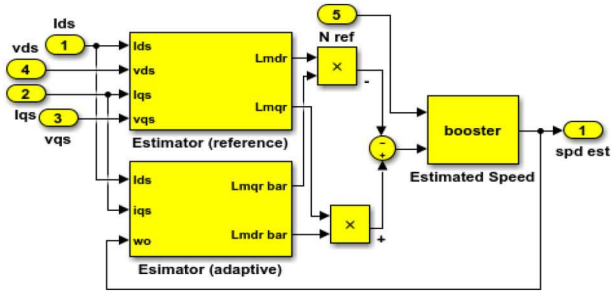 Ids
1
vds
4
2
Iqs
3
vqs
Ids
vds
Iqs
vqs
Lmdr
Lmqr
Estimator (reference)
Ids
iqs
wo
Lmqr bar
Lmdr bar
Esimator (adaptive)
5
N ref
×
-
×
+
−
+
booster
Estimated Speed
1
spd est